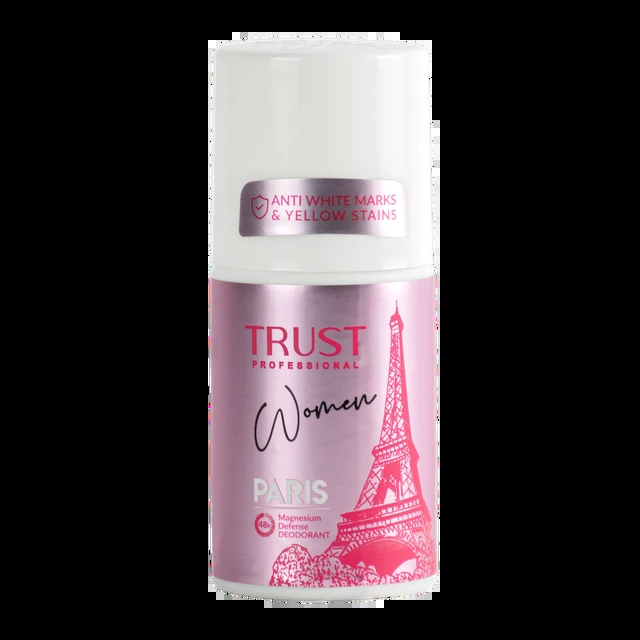 ANTI WHITE MARKS
& YELLOW STAINS
TRUST
PROFESSIONAL
Women
PARIS
48h
Magnesium
Defense
DEODORANT